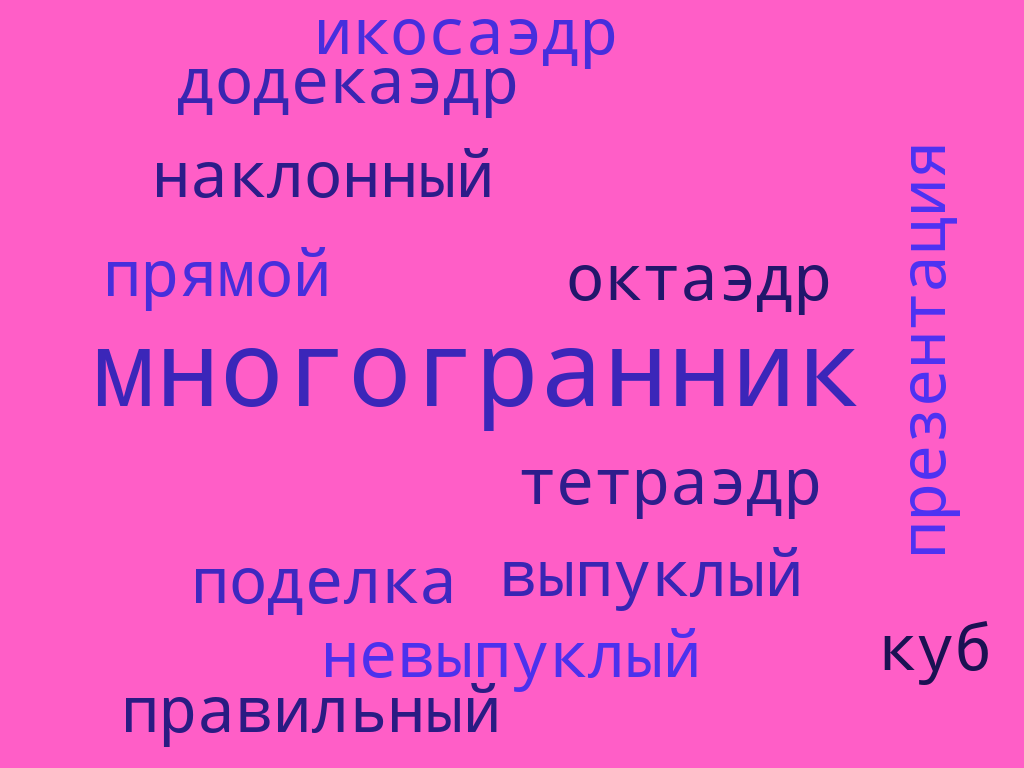 икосаэдр
додекаэдр
наклонный
презентация
прямой
октаэдр
многогранник
тетраэдр
поделка
выпуклый
невыпуклый
куб
правильный